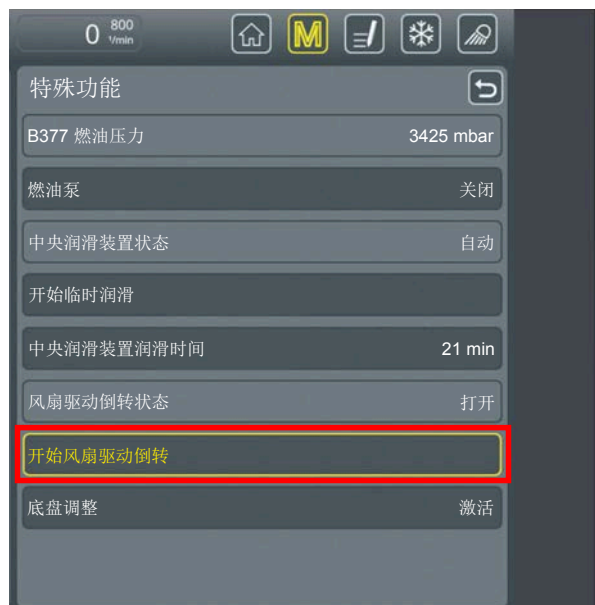 0 800
1/min
M
特殊功能
B377 燃油压力 3425 mbar
燃油泵 关闭
中央润滑装置状态 自动
开始临时润滑
中央润滑装置润滑时间 21 min
风扇驱动倒转状态 打开
开始风扇驱动倒转
底盘调整 激活